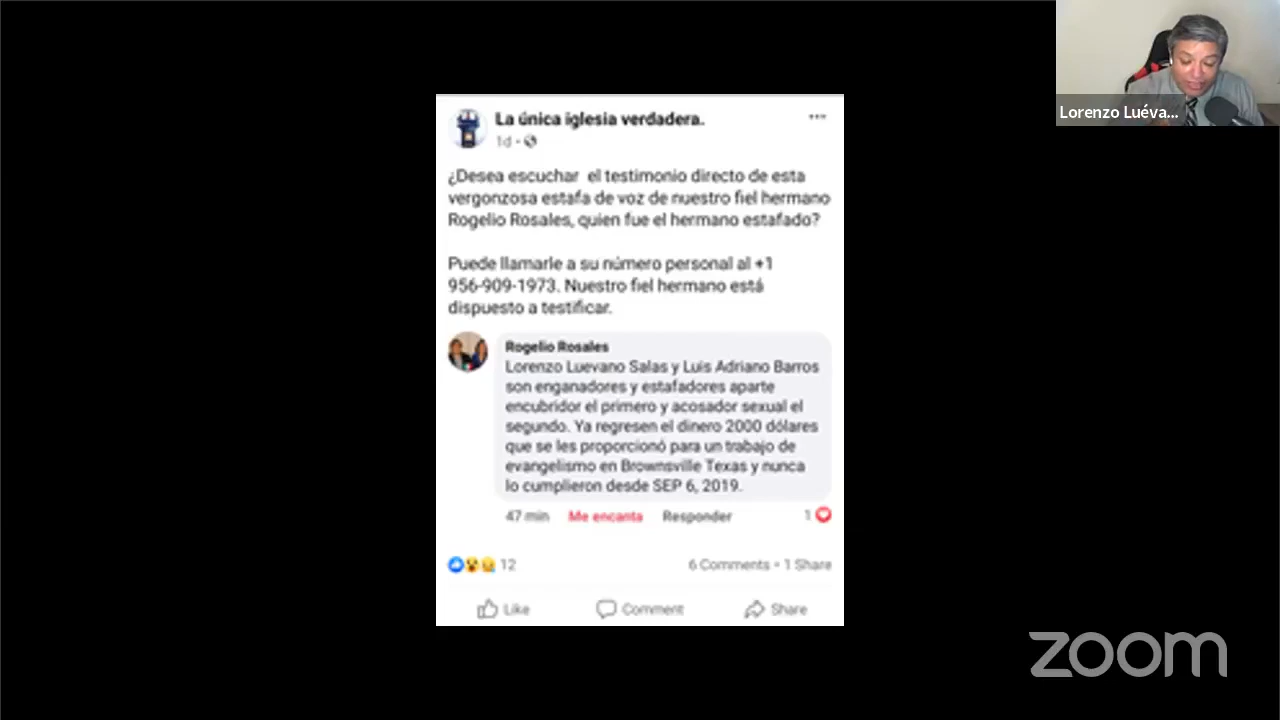 Lorenzo Luéva...
La única iglesia verdadera.
1d
¿Desea escuchar el testimonio directo de esta
vergonzosa estafa de voz de nuestro fiel hermano
Rogelio Rosales, quien fue el hermano estafado?
Puede llamarle a su número personal al +1
956-909-1973. Nuestro fiel hermano está
dispuesto a testificar.
Rogelio Rosales
Lorenzo Luevano Salas y Luis Adriano Barros
son enganadores y estafadores aparte
encubridor el primero y acosador sexual el
segundo. Ya regresen el dinero 2000 dólares
que se les proporcionó para un trabajo de
evangelismo en Brownsville Texas y nunca
lo cumplieron desde SEP 6, 2019.
47 min Me encanta Responder 1
12 6 Comments • 1 Share
Like Comment Share
zoom